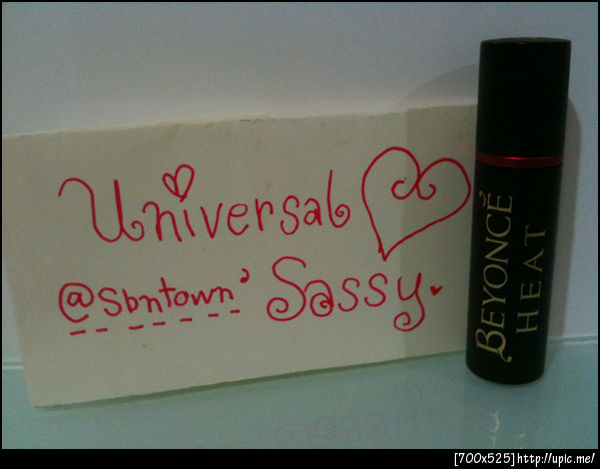 Universal
@Sbntown' Sassy.
BEYONCÉ
HEAT
[700x525]http://upic.me/